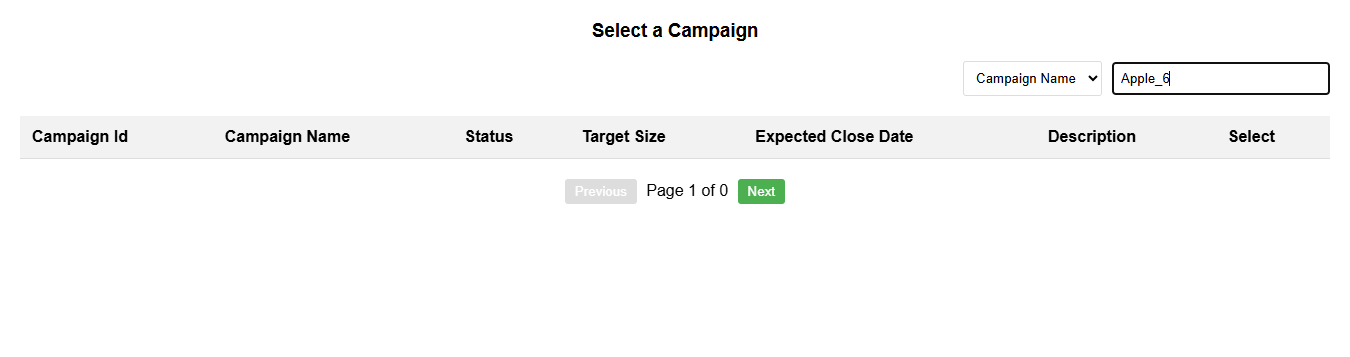 Select a Campaign
Campaign Name Apple_6
Campaign Id Campaign Name Status Target Size Expected Close Date Description Select
Previous Page 1 of 0 Next